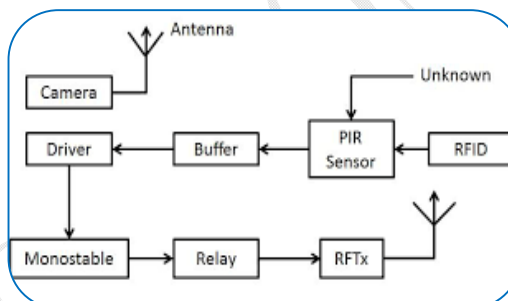 Antenna
Camera
Unknown
Driver
Buffer
PIR
Sensor
RFID
Monostable
Relay
RFTx